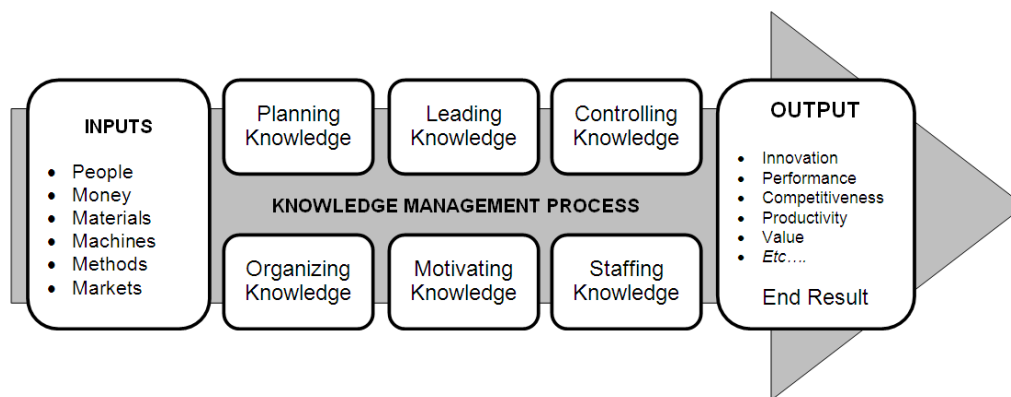 INPUTS
• People
• Money
• Materials
• Machines
• Methods
• Markets
Planning
Knowledge
Leading
Knowledge
Controlling
Knowledge
KNOWLEDGE MANAGEMENT PROCESS
Organizing
Knowledge
Motivating
Knowledge
Staffing
Knowledge
OUTPUT
• Innovation
• Performance
• Competitiveness
• Productivity
• Value
• Etc….
End Result